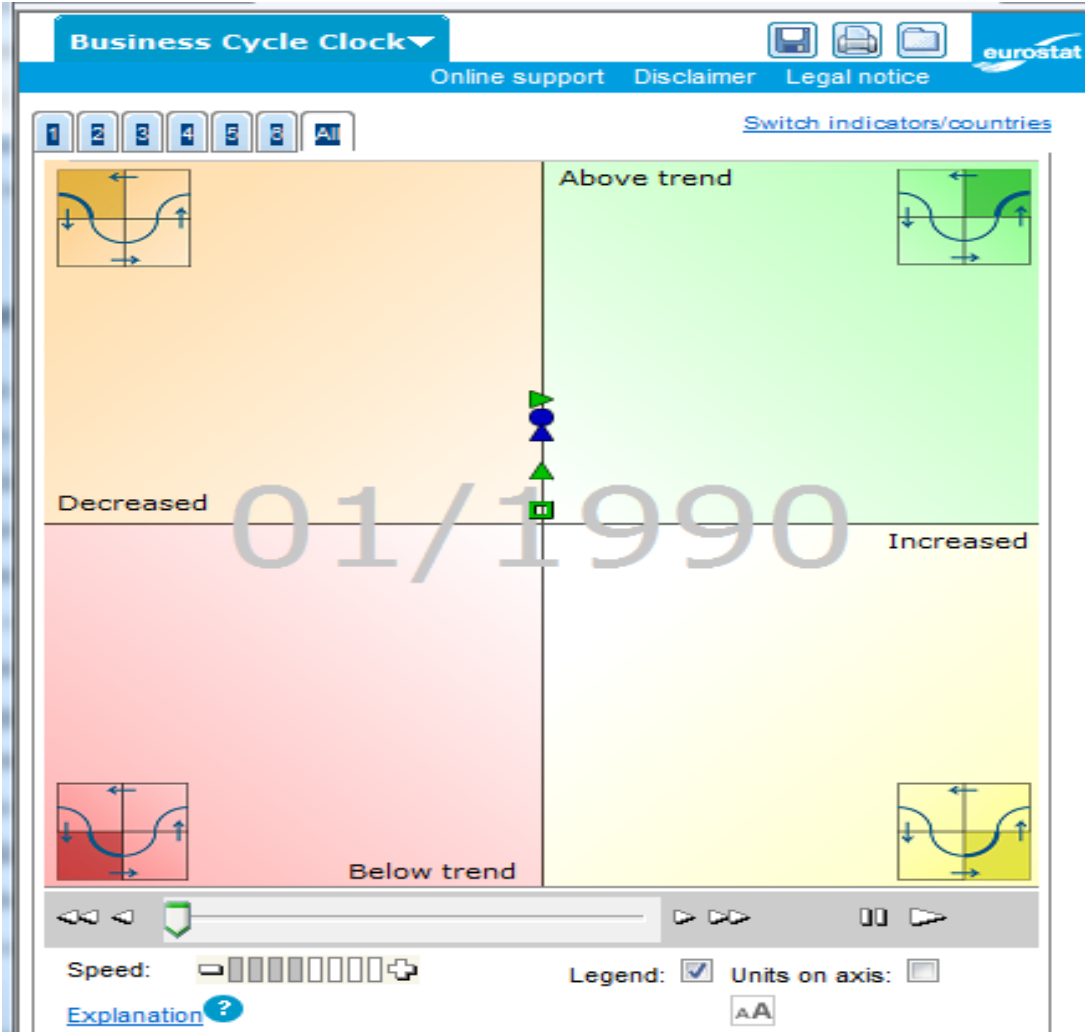 Business Cycle Clock
eurostat
Online support Disclaimer Legal notice
1 2 3 4 5 6 All
Switch indicators/countries
Above trend
Decreased
01/1990
Increased
Below trend
Speed:
Legend: Units on axis:
Explanation ?
AA